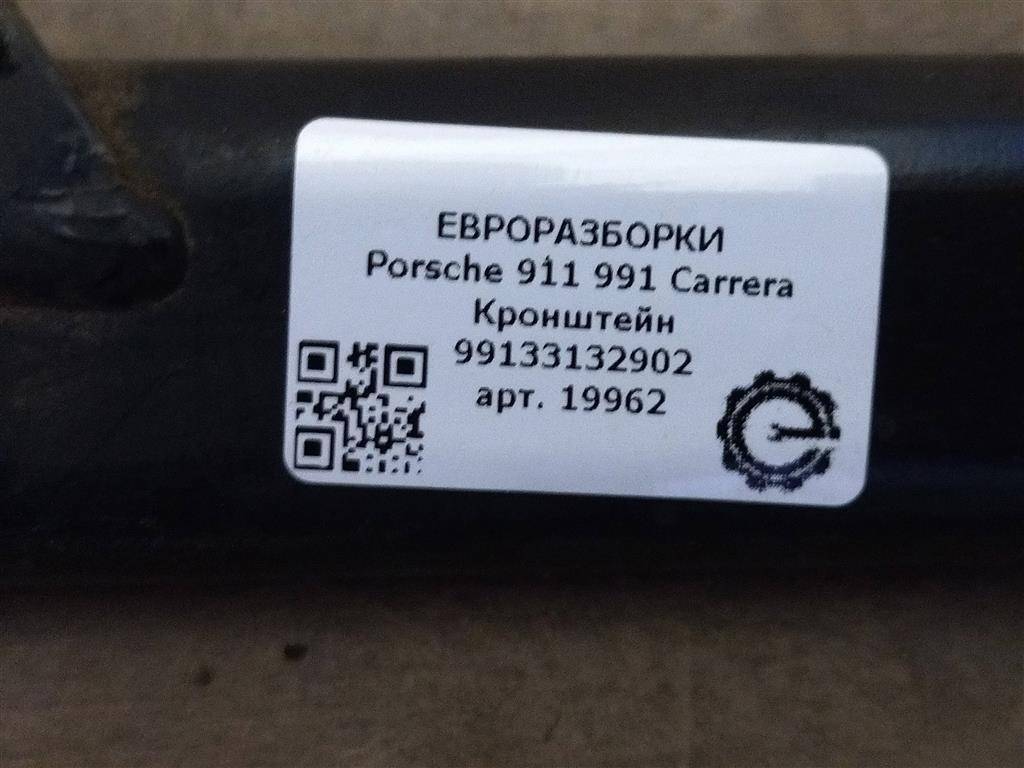 ЕВРОРАЗБОРКИ
Porsche 911 991 Carrera
Кронштейн
99133132902
арт. 19962